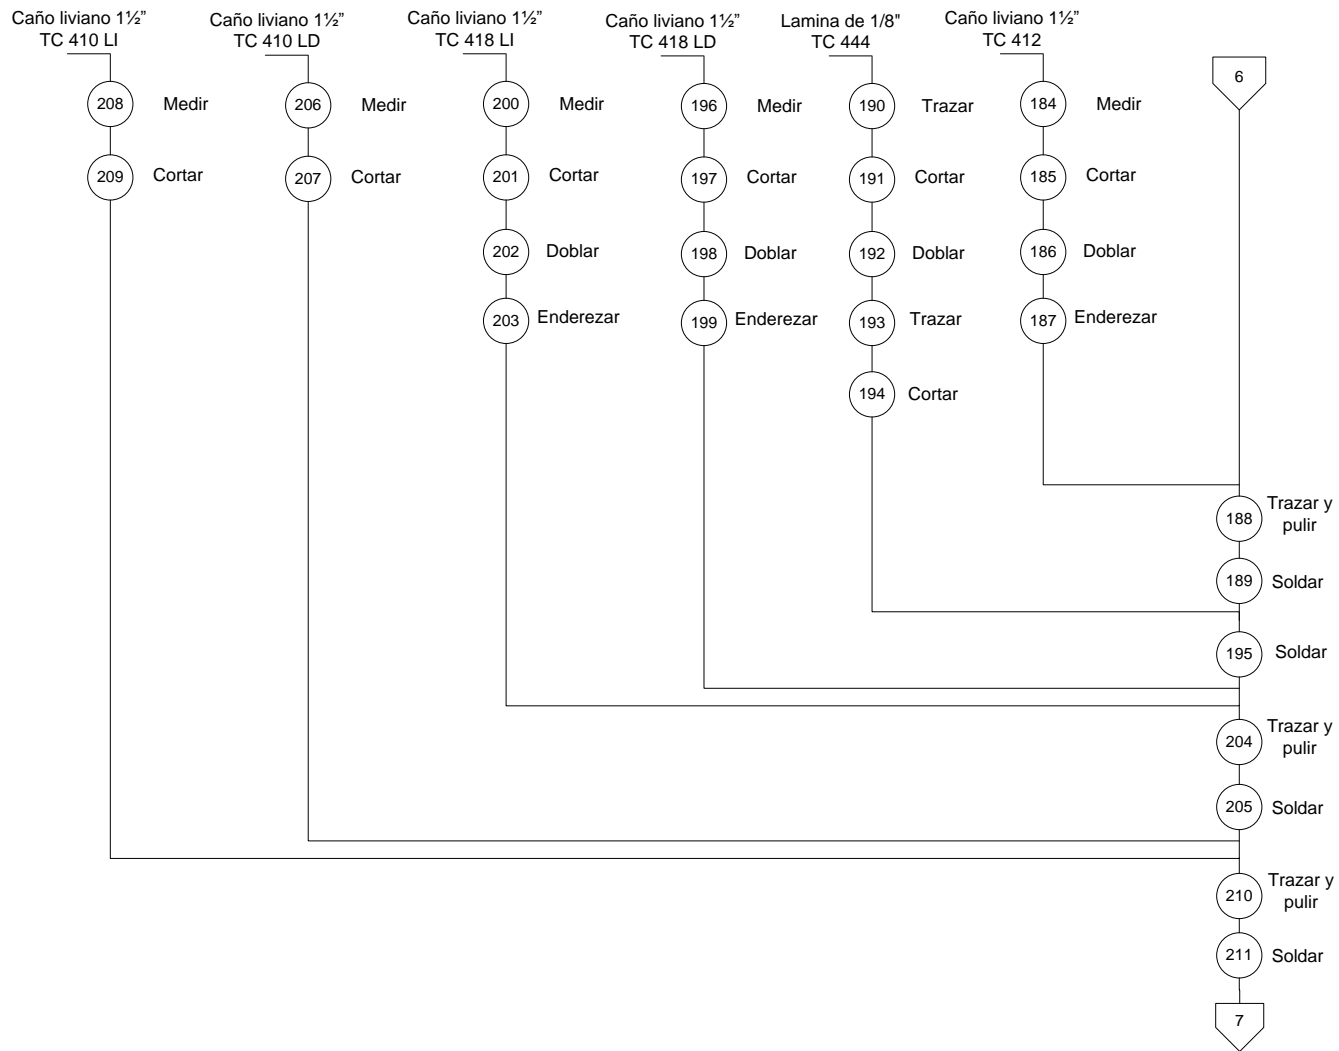 Caño liviano 1½”
TC 410 LI
Caño liviano 1½”
TC 410 LD
Caño liviano 1½”
TC 418 LI
Caño liviano 1½”
TC 418 LD
Lamina de 1/8"
TC 444
Caño liviano 1½”
TC 412
6
208 Medir
206 Medir
200 Medir
196 Medir
190 Trazar
184 Medir
209 Cortar
207 Cortar
201 Cortar
197 Cortar
191 Cortar
185 Cortar
202 Doblar
198 Doblar
192 Doblar
186 Doblar
203 Enderezar
199 Enderezar
193 Trazar
187 Enderezar
194 Cortar
188 Trazar y
pulir
189 Soldar
195 Soldar
204 Trazar y
pulir
205 Soldar
210 Trazar y
pulir
211 Soldar
7